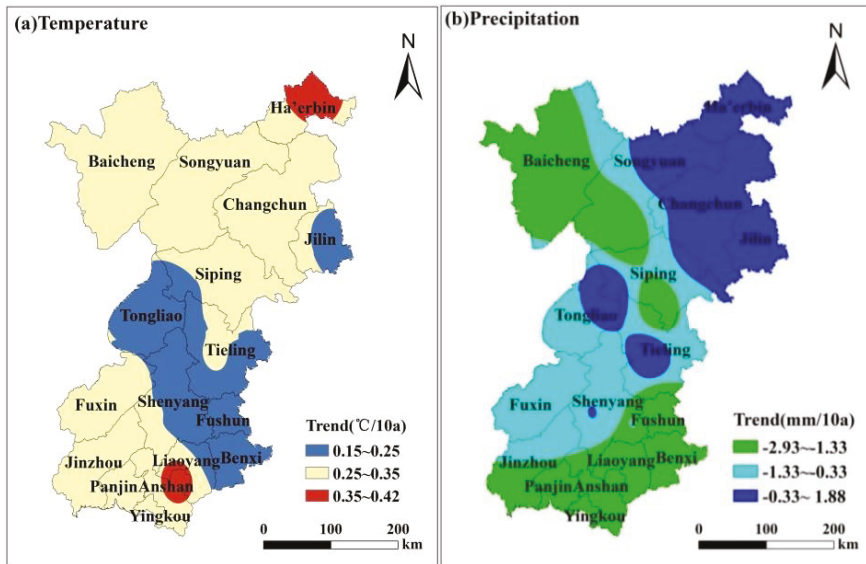 (a)Temperature
N
Ha'erbin
Baicheng
Songyuan
Changchun
Jilin
Siping
Tongliao
Tieling
Fuxin
Shenyang
Fushun
Jinzhou
Liaoyang
Benxi
Panjin
Anshan
Yingkou
Trend(℃/10a)
0.15~0.25
0.25~0.35
0.35~0.42
0 100 200
km
(b)Precipitation
N
Ha'erbin
Baicheng
Songyuan
Changchun
Jilin
Siping
Tongliao
Tieling
Fuxin
Shenyang
Fushun
Jinzhou
Liaoyang
Benxi
Panjin
Anshan
Yingkou
Trend(mm/10a)
-2.93~-1.33
-1.33~-0.33
-0.33~ 1.88
0 100 200
km